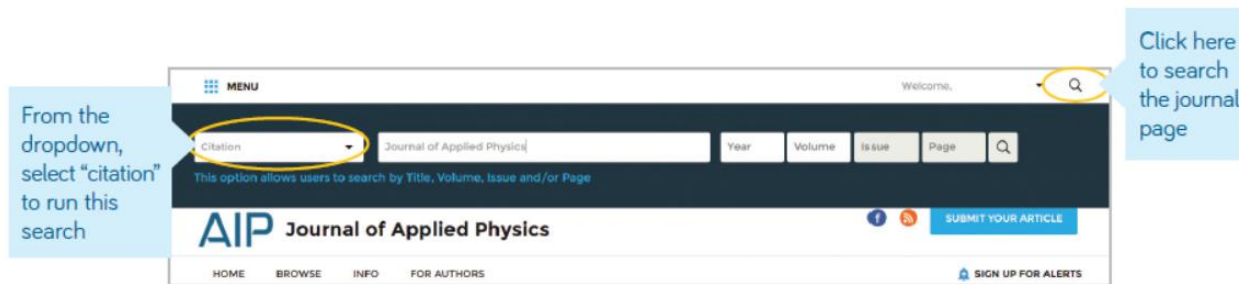 Click here
to search
the journal
page
MENU
Welcome,
From the
dropdown,
select “citation”
to run this
search
Citation
Journal of Applied Physics
Year
Volume
Issue
Page
This option allows users to search by Title, Volume, Issue and/or Page
AIP Journal of Applied Physics
f
SUBMIT YOUR ARTICLE
HOME BROWSE INFO FOR AUTHORS
SIGN UP FOR ALERTS